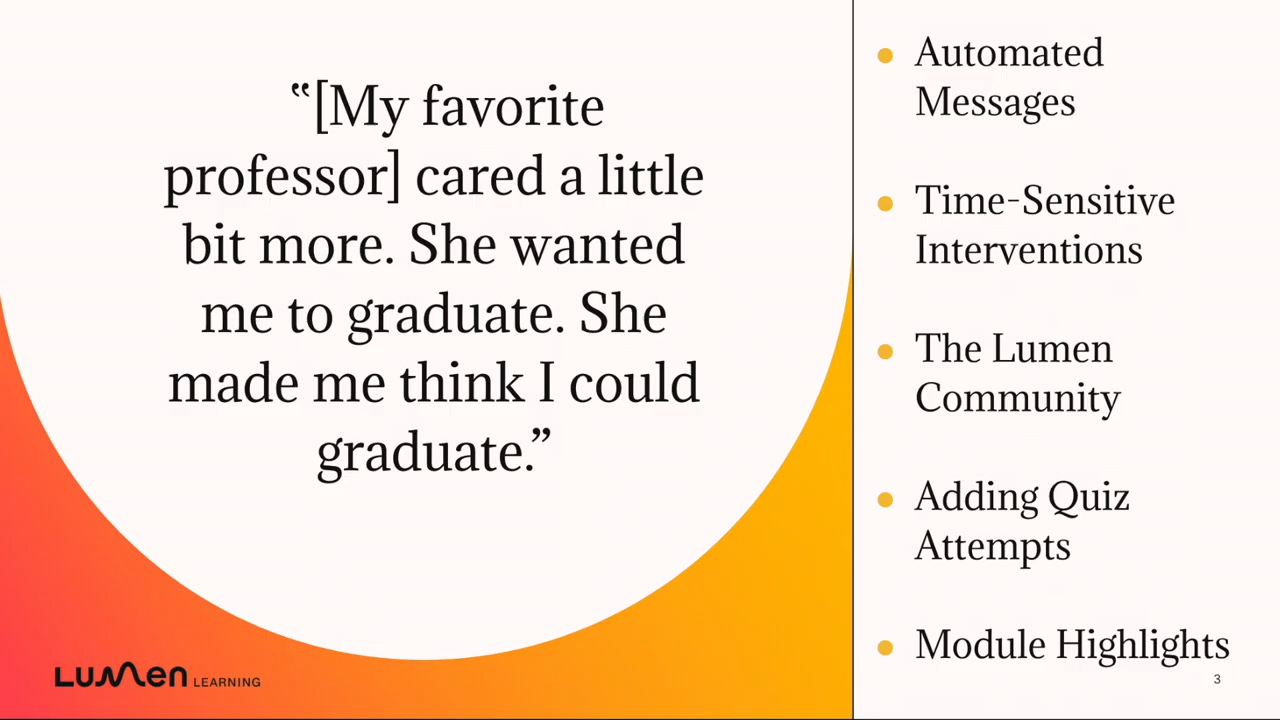 “[My favorite
professor] cared a little
bit more. She wanted
me to graduate. She
made me think I could
graduate.”
LUMEN LEARNING
Automated
Messages
Time-Sensitive
Interventions
The Lumen
Community
Adding Quiz
Attempts
Module Highlights
3